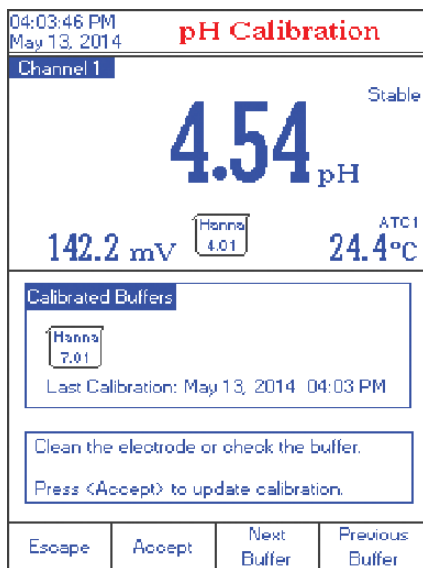 04:03:46 PM
May 13, 2014
pH Calibration
Channel 1
Stable
4.54 pH
142.2 mV
Hanna
4.01
ATC1
24.4°C
Calibrated Buffers
Hanna
7.01
Last Calibration: May 13, 2014 04:03 PM
Clean the electrode or check the buffer.
Press <Accept> to update calibration.
Escape
Accept
Next
Buffer
Previous
Buffer